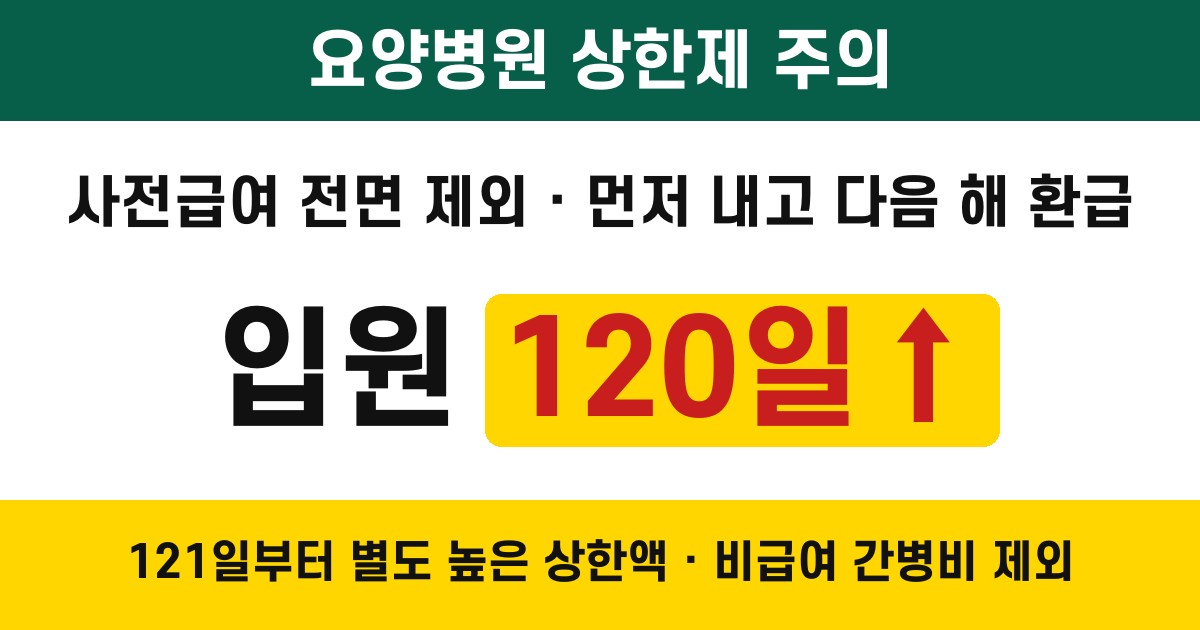 요양병원 상한제 주의
사전급여 전면 제외 · 먼저 내고 다음 해 환급
입원 120일↑
121일부터 별도 높은 상한액 · 비급여 간병비 제외